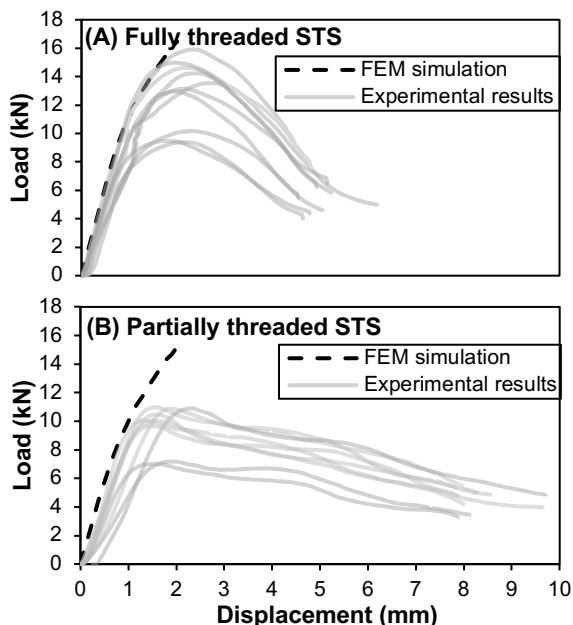 18
(A) Fully threaded STS
16
FEM simulation
14
Experimental results
12
10
8
6
4
2
0
Load (kN)
18
(B) Partially threaded STS
16
FEM simulation
14
Experimental results
12
10
8
6
4
2
0
Load (kN)
0 1 2 3 4 5 6 7 8 9 10
Displacement (mm)